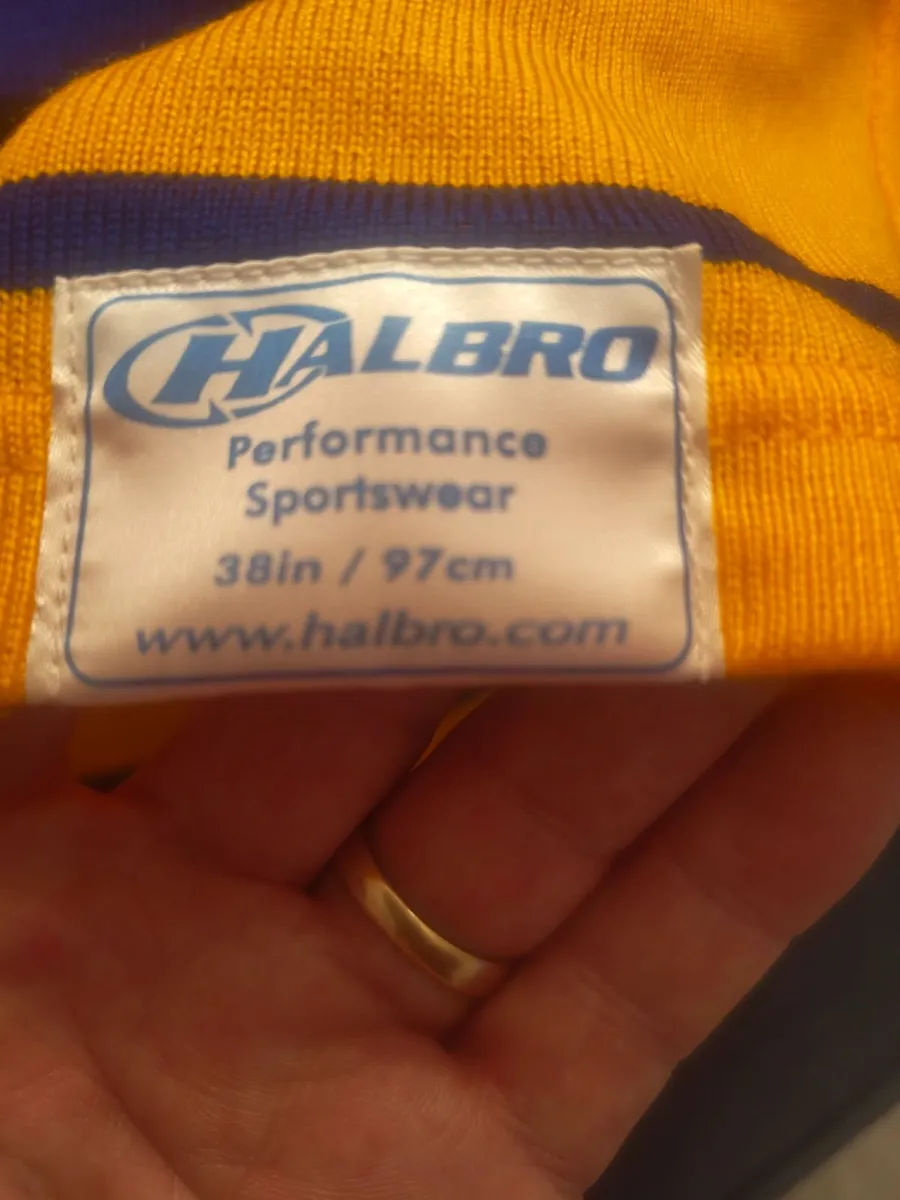 HALBRO
Performance
Sportswear
38in / 97cm
www.halbro.com